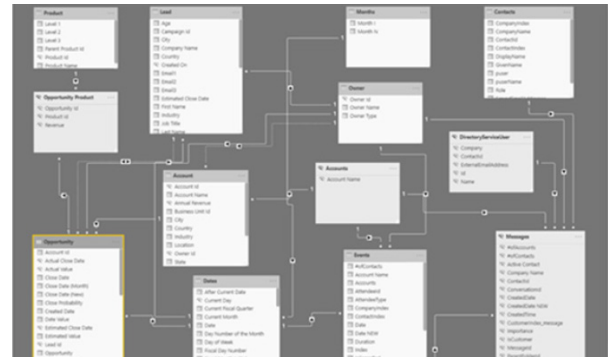 Product
Level 1
Level 2
Level 3
Parent Product Id
Product Id
Product Name
Lead
Age
Campaign Id
City
Company Name
Country
Created On
Email1
Email2
Email3
Estimated Close Date
First Name
Industry
Job Title
Last Name
Months
Month I
Month N
Contacts
CompanyIndex
CompanyName
ContactId
ContactIndex
DisplayName
GivenName
puser
puserName
Role
Opportunity Product
Opportunity Id
Product Id
Revenue
Owner
Owner Id
Owner Name
Owner Type
DirectoryServiceUser
Company
ContactId
ExternalEmailAddress
Id
Name
Account
Account Id
Account Name
Annual Revenue
Business Unit Id
City
Country
Industry
Location
Owner Id
State
Accounts
Account Name
Opportunity
Account Id
Actual Close Date
Actual Value
Close Date
Close Date (Month)
Close Date (New)
Close Probability
Created Date
Date Value
Estimated Close Date
Estimated Value
Lead Id
Opportunity
Dates
After Current Date
Current Day
Current Fiscal Quarter
Current Month
Date
Day Number of the Month
Day of Week
Fiscal Day Number
Events
#ofContacts
Account Name
Accounts
AttendeeId
AttendeeType
CompanyIndex
ContactIndex
Date
Date NEW
Duration
Index
Messages
#ofAccounts
#ofContacts
Active Contact
Company Name
ContactId
ConversationId
CreatedDate
CreatedDate NEW
CreatedTime
CustomerIndex_message
Importance
IsCustomer
MessageId